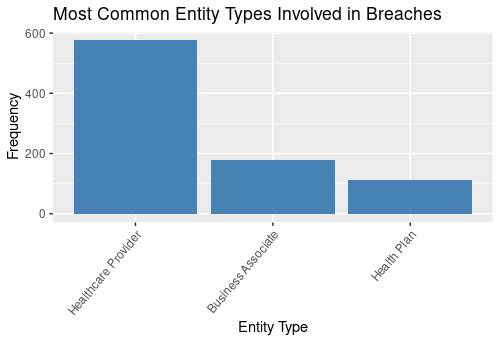 Most Common Entity Types Involved in Breaches
600
400
200
0
Frequency
Healthcare Provider
Business Associate
Health Plan
Entity Type